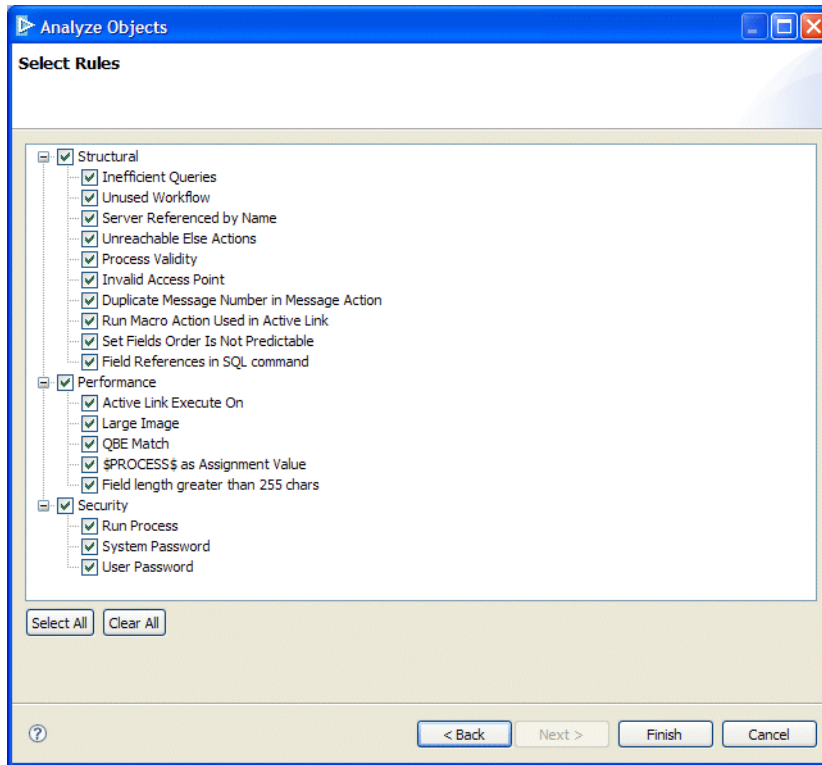 Analyze Objects
Select Rules
Structural
Inefficient Queries
Unused Workflow
Server Referenced by Name
Unreachable Else Actions
Process Validity
Invalid Access Point
Duplicate Message Number in Message Action
Run Macro Action Used in Active Link
Set Fields Order Is Not Predictable
Field References in SQL command
Performance
Active Link Execute On
Large Image
QBE Match
$PROCESS$ as Assignment Value
Field length greater than 255 chars
Security
Run Process
System Password
User Password
Select All Clear All
? < Back Next > Finish Cancel